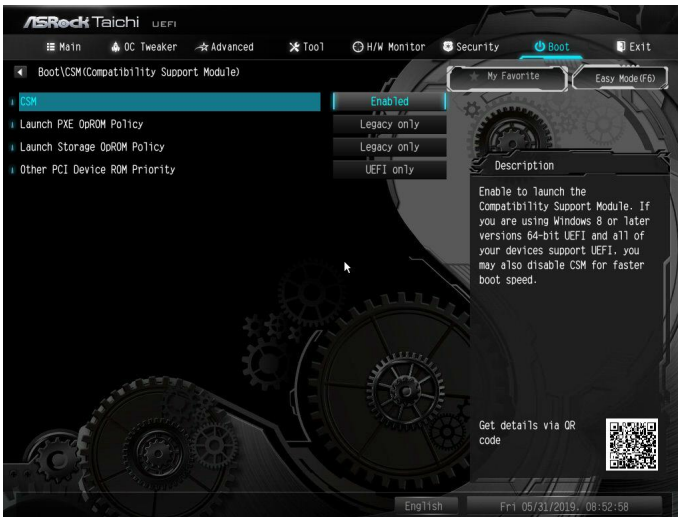 ASRock Taichi UEFI
Main OC Tweaker Advanced Tool H/W Monitor Security Boot Exit
Boot\CSM(Compatibility Support Module)
My Favorite Easy Mode(F6)
CSM Enabled
Launch PXE OpROM Policy Legacy only
Launch Storage OpROM Policy Legacy only
Other PCI Device ROM Priority UEFI only
Description
Enable to launch the
Compatibility Support Module. If
you are using Windows 8 or later
versions 64-bit UEFI and all of
your devices support UEFI, you
may also disable CSM for faster
boot speed.
Get details via QR
code
English Fri 05/31/2019, 08:52:58